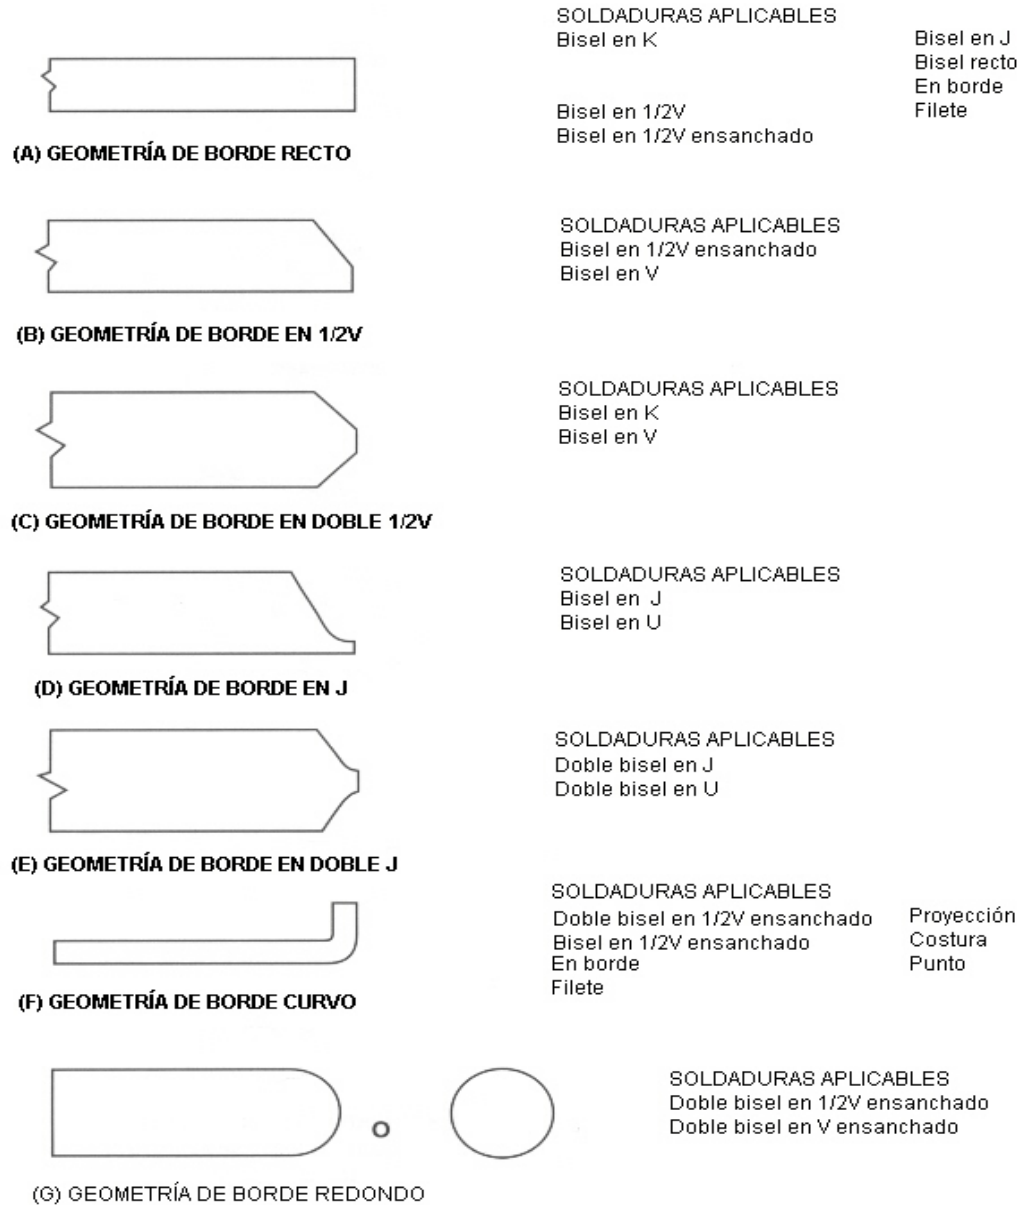 SOLDADURAS APLICABLES
Bisel en K
Bisel en J
Bisel recto
En borde
Bisel en 1/2V
Filete
Bisel en 1/2V ensanchado
(A) GEOMETRÍA DE BORDE RECTO
SOLDADURAS APLICABLES
Bisel en 1/2V ensanchado
Bisel en V
(B) GEOMETRÍA DE BORDE EN 1/2V
SOLDADURAS APLICABLES
Bisel en K
Bisel en V
(C) GEOMETRÍA DE BORDE EN DOBLE 1/2V
SOLDADURAS APLICABLES
Bisel en J
Bisel en U
(D) GEOMETRÍA DE BORDE EN J
SOLDADURAS APLICABLES
Doble bisel en J
Doble bisel en U
(E) GEOMETRÍA DE BORDE EN DOBLE J
SOLDADURAS APLICABLES
Doble bisel en 1/2V ensanchado
Bisel en 1/2V ensanchado
En borde
Filete
Proyección
Costura
Punto
(F) GEOMETRÍA DE BORDE CURVO
O
SOLDADURAS APLICABLES
Doble bisel en 1/2V ensanchado
Doble bisel en V ensanchado
(G) GEOMETRÍA DE BORDE REDONDO